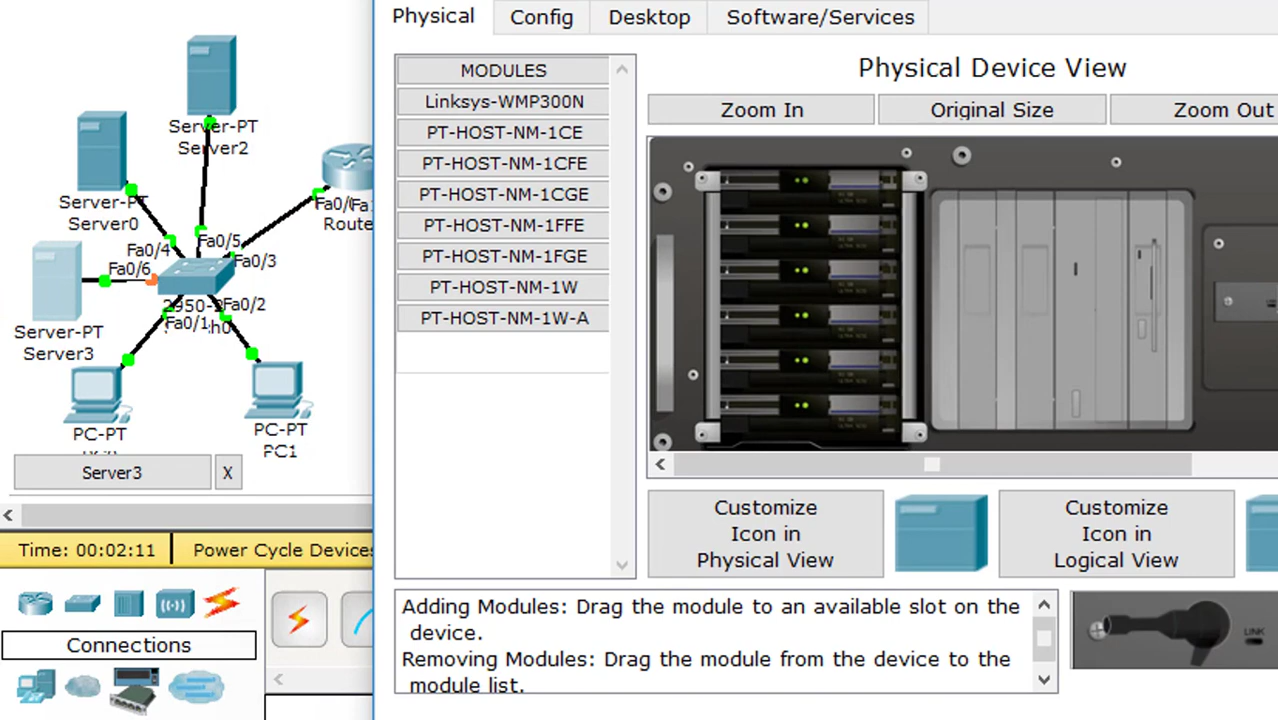 Physical
Config
Desktop
Software/Services
MODULES
Linksys-WMP300N
PT-HOST-NM-1CE
PT-HOST-NM-1CFE
PT-HOST-NM-1CGE
PT-HOST-NM-1FFE
PT-HOST-NM-1FGE
PT-HOST-NM-1W
PT-HOST-NM-1W-A
Physical Device View
Zoom In
Original Size
Zoom Out
Server-PT
Server2
Server-PT
Server0
Fa0/5
Fa0/4
Fa0/3
Fa0/6
Fa0/2
Fa0/1
Server-PT
Server3
PC-PT
PC-PT
PC1
Server3
X
Customize
Icon in
Physical View
Customize
Icon in
Logical View
Time: 00:02:11
Power Cycle Devices
Connections
Adding Modules: Drag the module to an available slot on the
device.
Removing Modules: Drag the module from the device to the
module list.
LINK